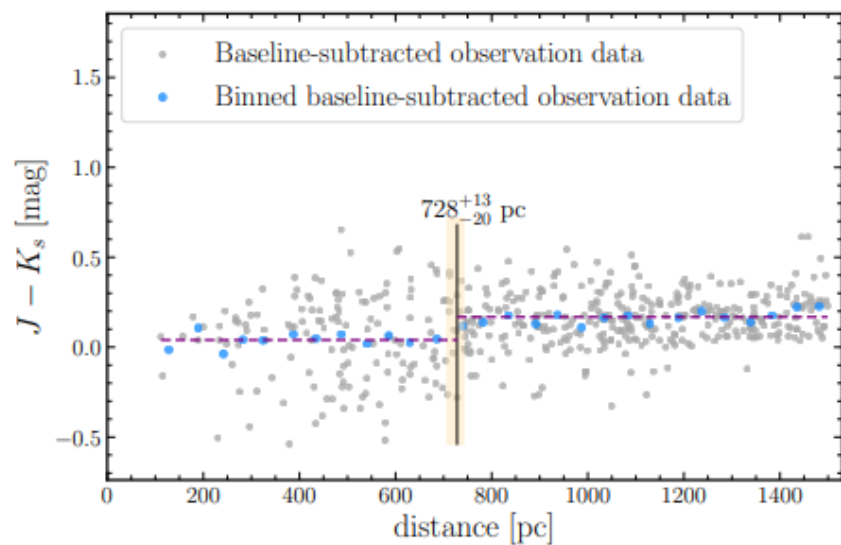 Baseline-subtracted observation data
Binned baseline-subtracted observation data
728+13−20 pc
J − Ks [mag]
1.5
1.0
0.5
0.0
−0.5
0 200 400 600 800 1000 1200 1400
distance [pc]